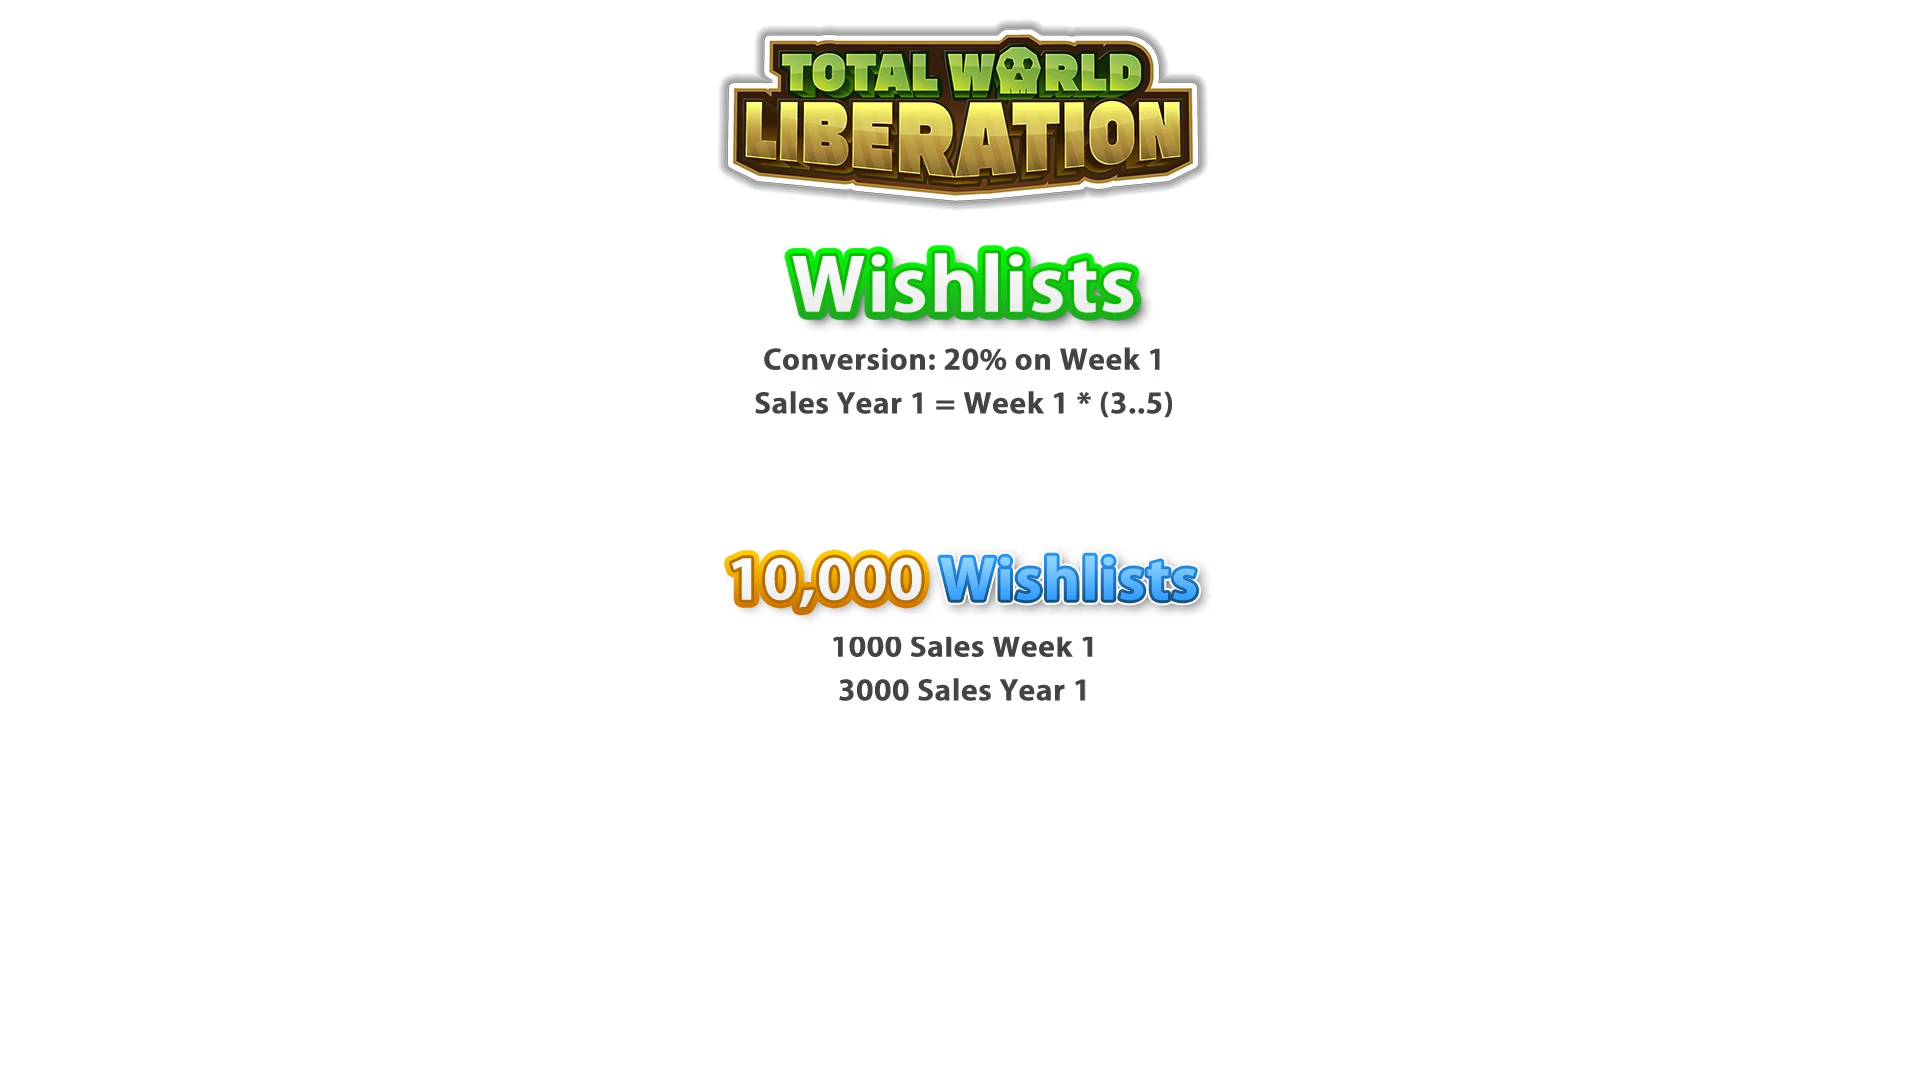 TOTAL WORLD
LIBERATION
Wishlists
Conversion: 20% on Week 1
Sales Year 1 = Week 1 * (3..5)
10,000 Wishlists
1000 Sales Week 1
3000 Sales Year 1